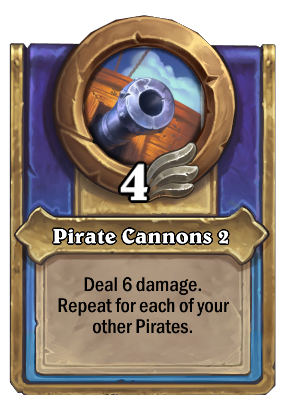 4
Pirate Cannons 2
Deal 6 damage.
Repeat for each of your
other Pirates.